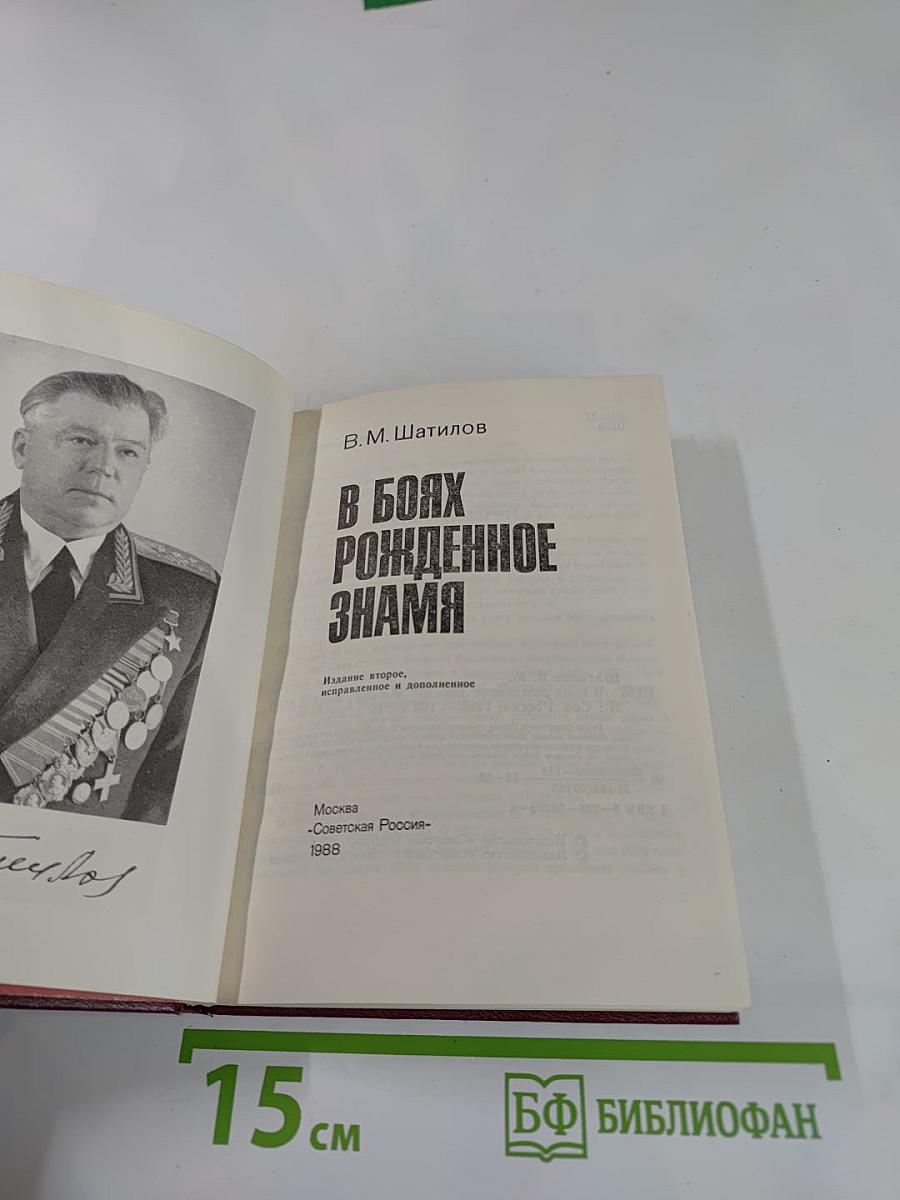 В.М.Шатилов
В БОЯХ
РОЖДЕННОЕ
ЗНАМЯ
Издание второе,
исправленное и дополненное
Москва
«Советская Россия»
1988
15 см
БФ БИБЛИОФАН